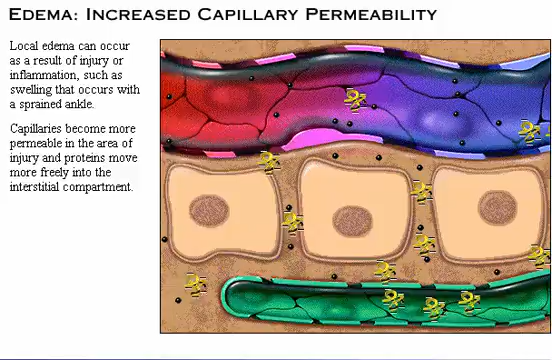 EDEMA: INCREASED CAPILLARY PERMEABILITY
Local edema can occur
as a result of injury or
inflammation, such as
swelling that occurs with
a sprained ankle.
Capillaries become more
permeable in the area of
injury and proteins move
more freely into the
interstitial compartment.